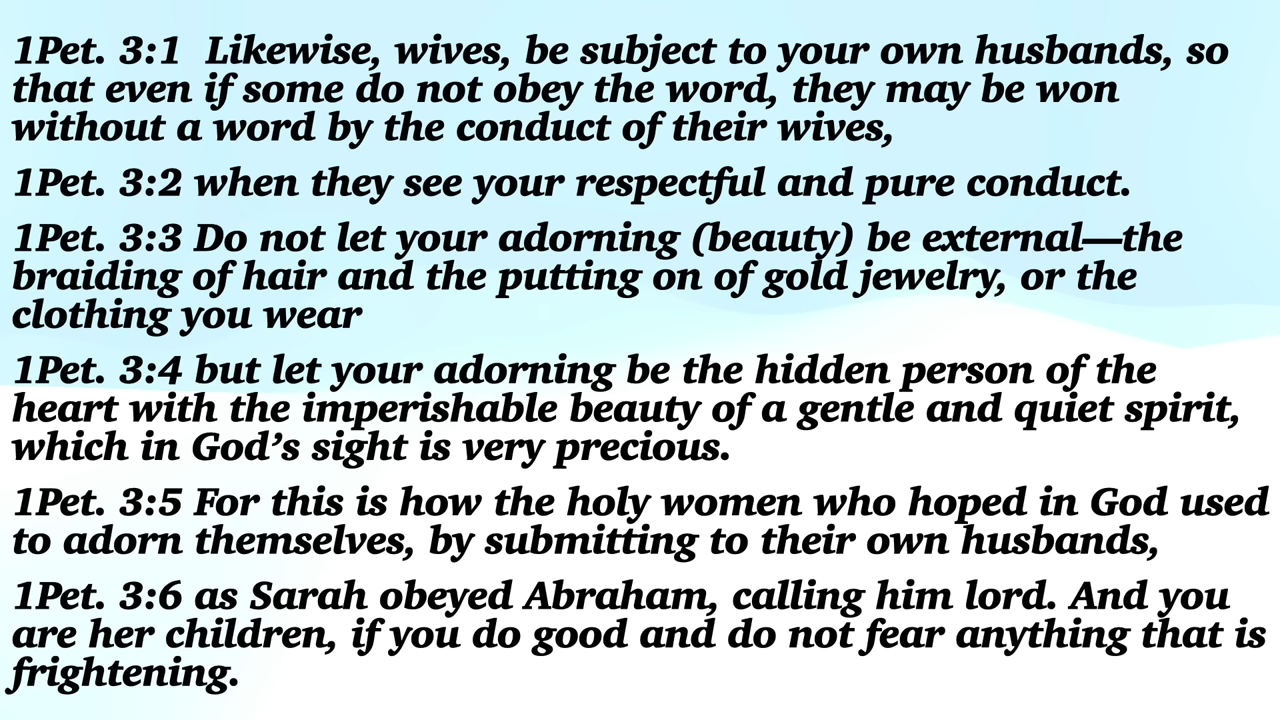 1Pet. 3:1  Likewise, wives, be subject to your own husbands, so
that even if some do not obey the word, they may be won
without a word by the conduct of their wives,
1Pet. 3:2 when they see your respectful and pure conduct.
1Pet. 3:3 Do not let your adorning (beauty) be external—the
braiding of hair and the putting on of gold jewelry, or the
clothing you wear
1Pet. 3:4 but let your adorning be the hidden person of the
heart with the imperishable beauty of a gentle and quiet spirit,
which in God’s sight is very precious.
1Pet. 3:5 For this is how the holy women who hoped in God used
to adorn themselves, by submitting to their own husbands,
1Pet. 3:6 as Sarah obeyed Abraham, calling him lord. And you
are her children, if you do good and do not fear anything that is
frightening.